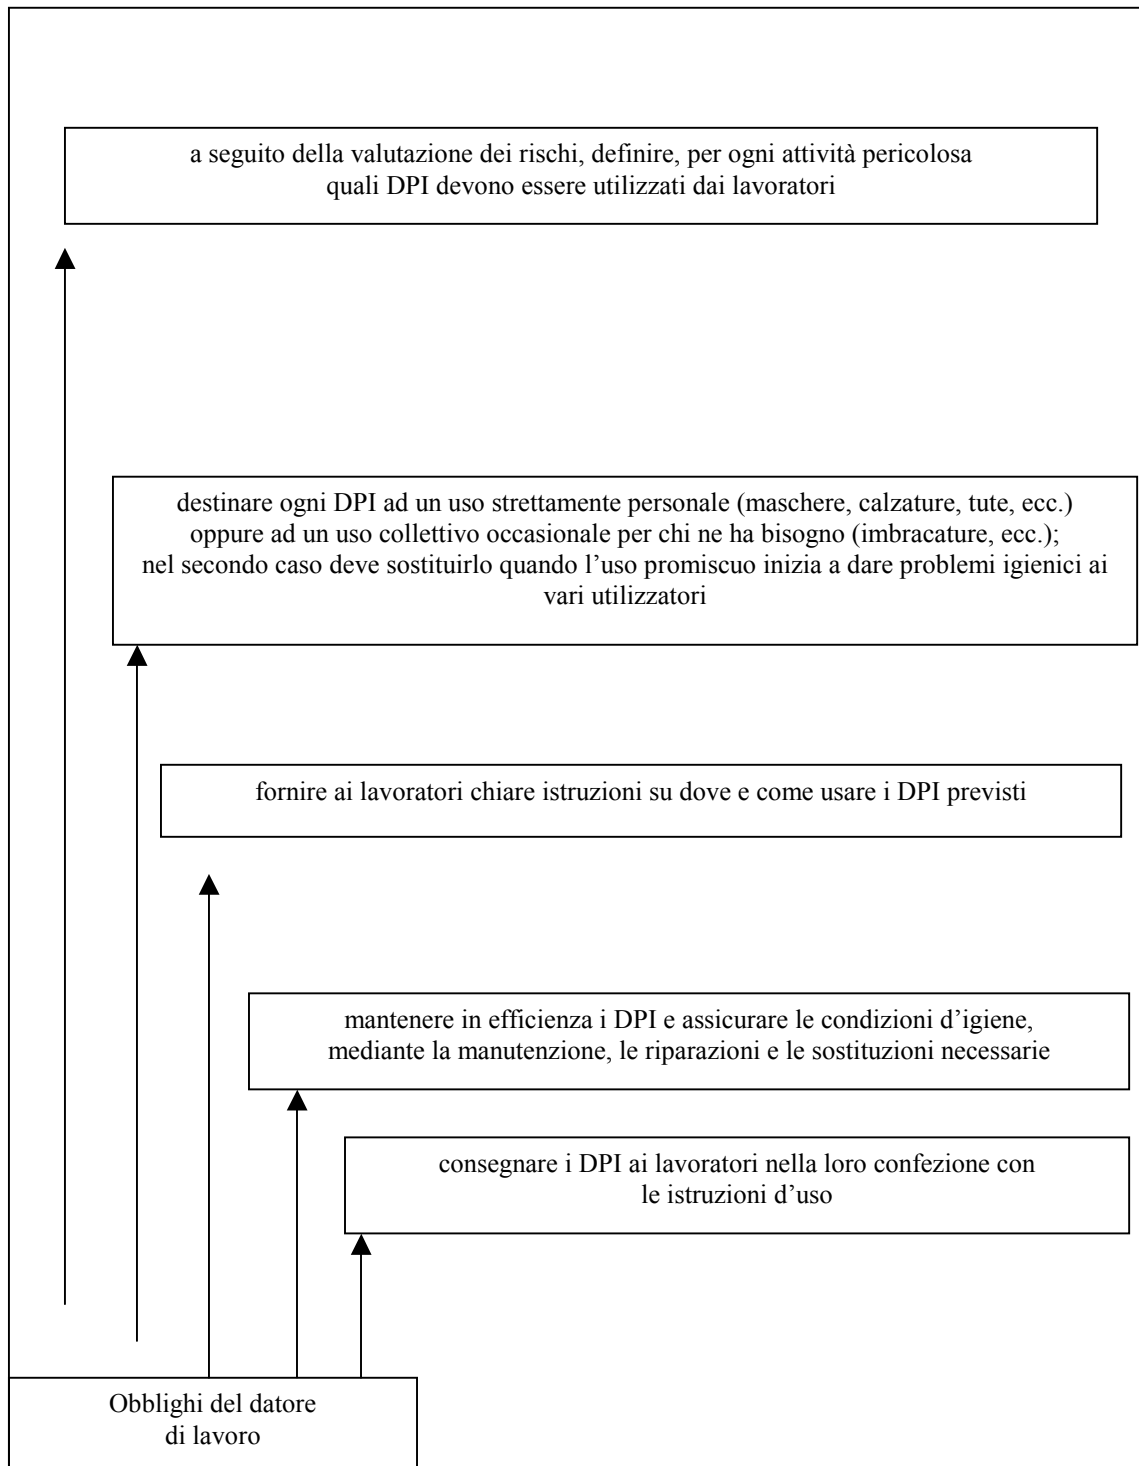 a seguito della valutazione dei rischi, definire, per ogni attività pericolosa
quali DPI devono essere utilizzati dai lavoratori
destinare ogni DPI ad un uso strettamente personale (maschere, calzature, tute, ecc.)
oppure ad un uso collettivo occasionale per chi ne ha bisogno (imbracature, ecc.);
nel secondo caso deve sostituirlo quando l’uso promiscuo inizia a dare problemi igienici ai
vari utilizzatori
fornire ai lavoratori chiare istruzioni su dove e come usare i DPI previsti
mantenere in efficienza i DPI e assicurare le condizioni d’igiene,
mediante la manutenzione, le riparazioni e le sostituzioni necessarie
consegnare i DPI ai lavoratori nella loro confezione con
le istruzioni d’uso
Obblighi del datore
di lavoro